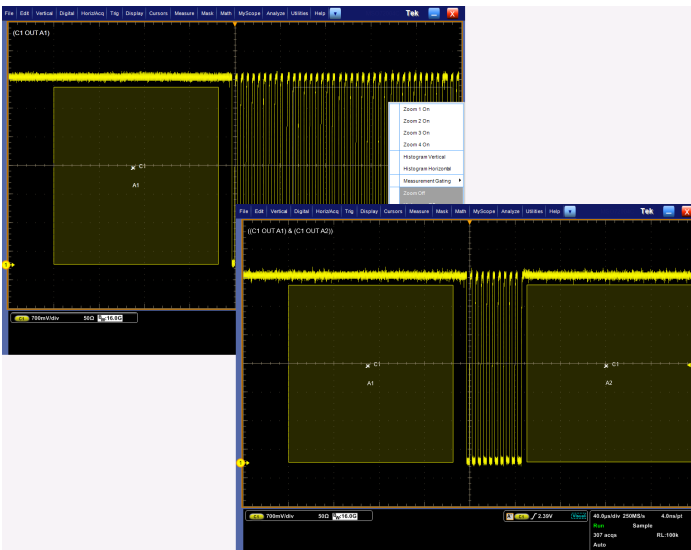 File Edit Vertical Digital Horiz/Acq Trig Display Cursors Measure Mask Math MyScope Analyze Utilities Help Tek X
(C1 OUT A1)
Zoom 1 On
Zoom 2 On
Zoom 3 On
Zoom 4 On
Histogram Vertical
Histogram Horizontal
Measurement Gating
Zoom Off
C1
A1
1
C1 700mV/div 50Ω BW:16.0G
File Edit Vertical Digital Horiz/Acq Trig Display Cursors Measure Mask Math MyScope Analyze Utilities Help Tek X
((C1 OUT A1) & (C1 OUT A2))
C1 C1
A1 A2
1
C1 700mV/div 50Ω BW:16.0G
A' C1 2.39V
40.0µs/div 250MS/s 4.0ns/pt
Run Sample
307 acqs RL:100k
Auto